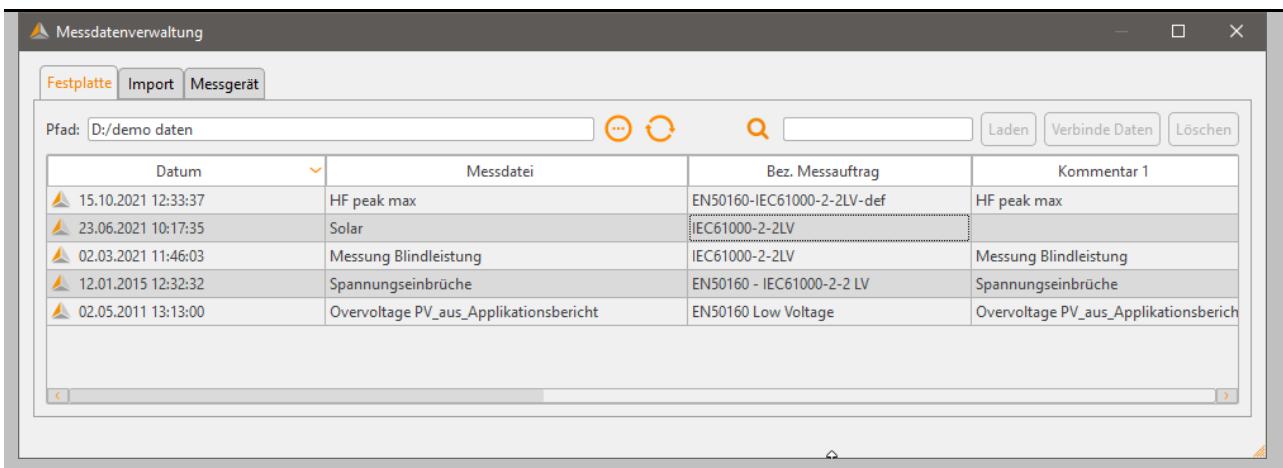 Messdatenverwaltung
Festplatte Import Messgerät
Pfad: D:/demo daten Laden Verbinde Daten Löschen
Datum Messdatei Bez. Messauftrag Kommentar 1
15.10.2021 12:33:37 HF peak max EN50160-IEC61000-2-2LV-def HF peak max
23.06.2021 10:17:35 Solar IEC61000-2-2LV
02.03.2021 11:46:03 Messung Blindleistung IEC61000-2-2LV Messung Blindleistung
12.01.2015 12:32:32 Spannungseinbrüche EN50160 - IEC61000-2-2 LV Spannungseinbrüche
02.05.2011 13:13:00 Overvoltage PV_aus_Applikationsbericht EN50160 Low Voltage Overvoltage PV_aus_Applikationsberich